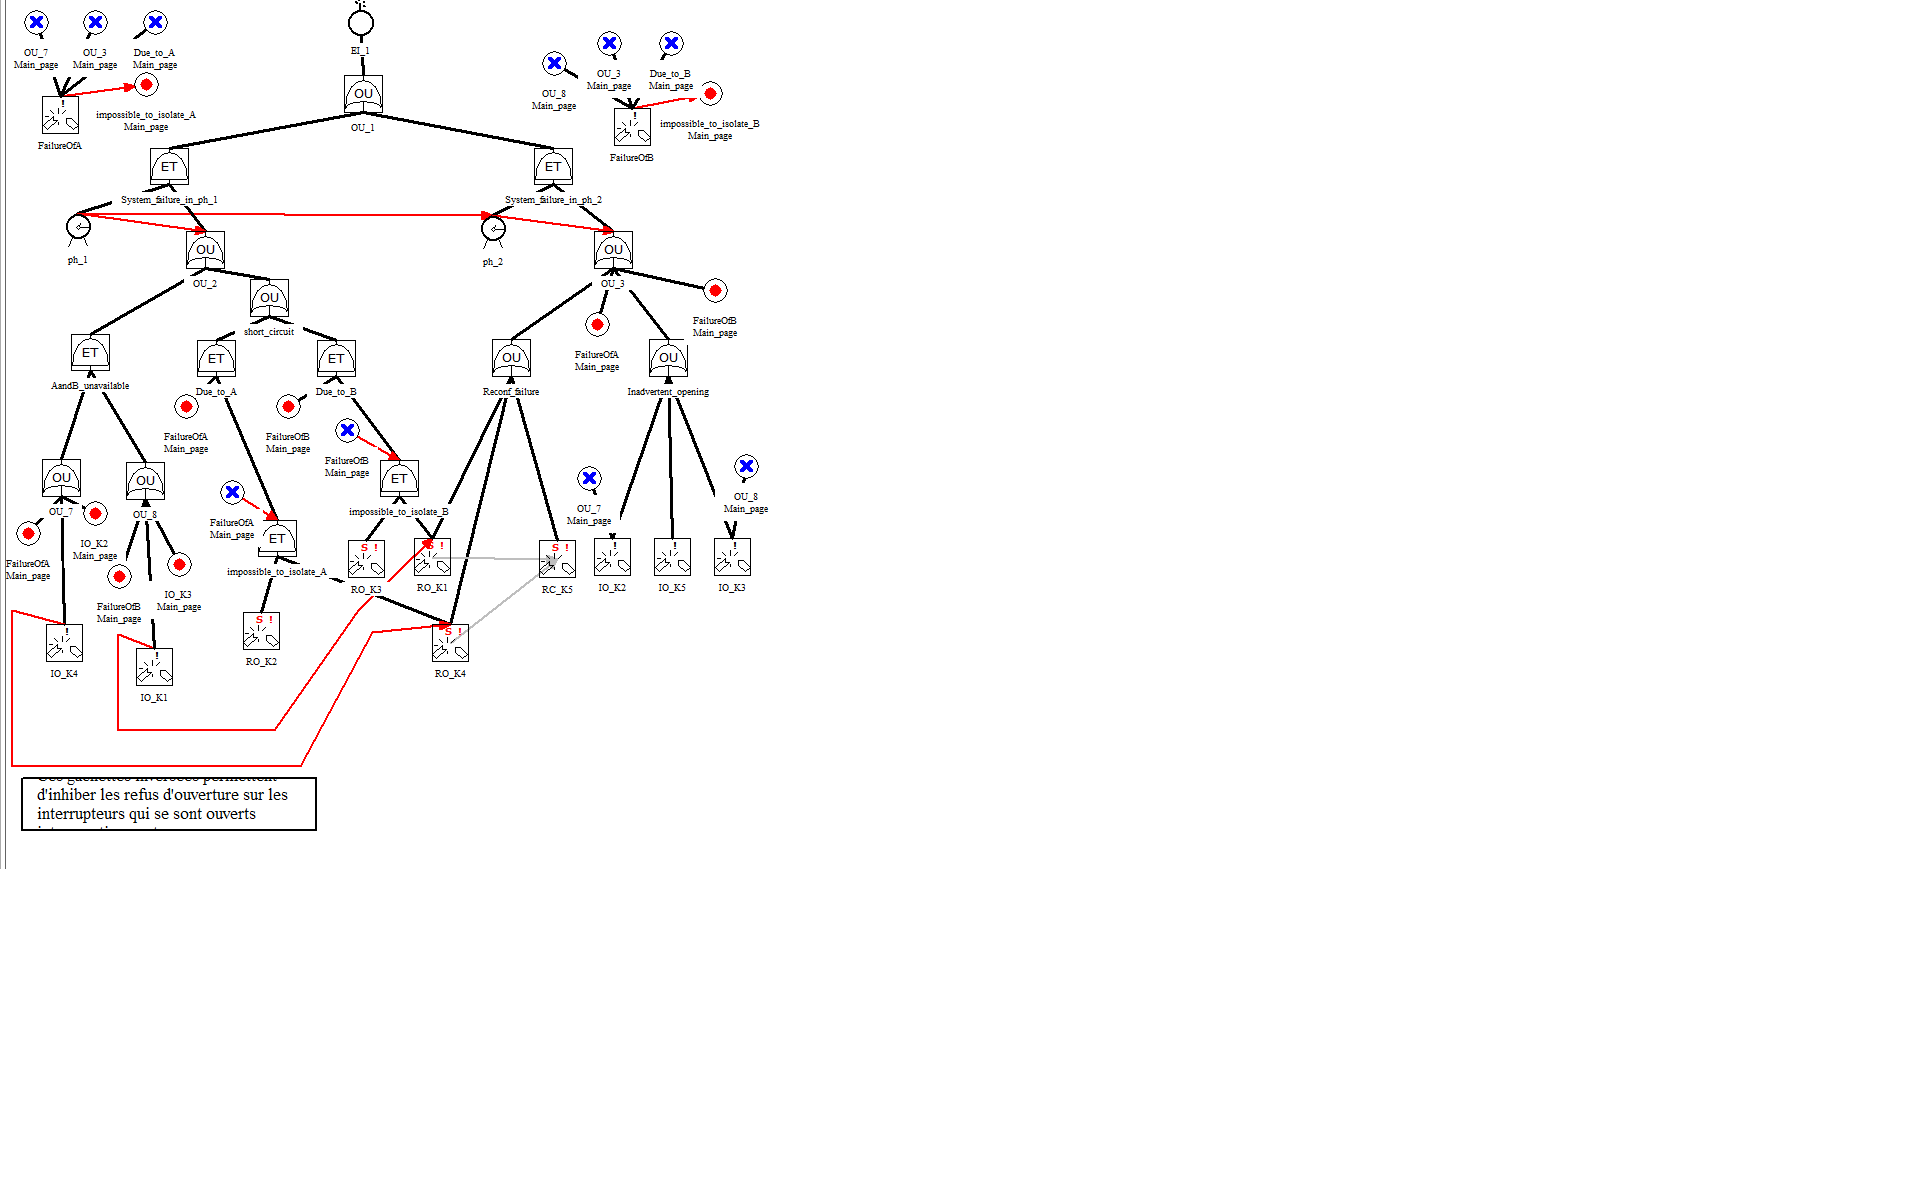 OU_7
Main_page
OU_3
Main_page
Due_to_A
Main_page
impossible_to_isolate_A
Main_page
!
FailureOfA
EI_1
OU
OU_1
OU_8
Main_page
OU_3
Main_page
Due_to_B
Main_page
impossible_to_isolate_B
Main_page
!
FailureOfB
ET
System_failure_in_ph_1
ET
System_failure_in_ph_2
ph_1
OU
OU_2
ph_2
OU
OU_3
OU
short_circuit
FailureOfB
Main_page
FailureOfA
Main_page
ET
AandB_unavailable
ET
Due_to_A
ET
Due_to_B
OU
Reconf_failure
OU
Inadvertent_opening
FailureOfA
Main_page
FailureOfB
Main_page
FailureOfB
Main_page
OU
OU_7
OU
OU_8
FailureOfA
Main_page
IO_K2
Main_page
FailureOfB
Main_page
IO_K3
Main_page
FailureOfA
Main_page
ET
impossible_to_isolate_A
ET
impossible_to_isolate_B
OU_7
Main_page
OU_8
Main_page
S !
RO_K3
S !
RO_K1
S !
RC_K5
!
IO_K2
!
IO_K5
!
IO_K3
!
IO_K4
!
IO_K1
S !
RO_K2
S !
RO_K4
Ces gachettes inversées permettent
d'inhiber les refus d'ouverture sur les
interrupteurs qui se sont ouverts